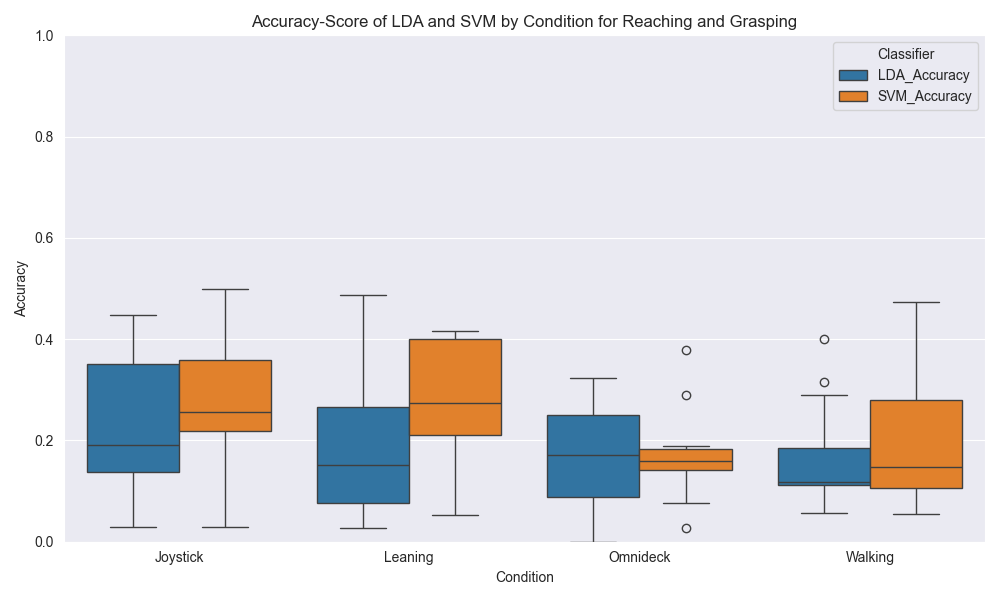 Accuracy-Score of LDA and SVM by Condition for Reaching and Grasping
1.0
0.8
0.6
0.4
0.2
0.0
Accuracy
Classifier
LDA_Accuracy
SVM_Accuracy
Joystick
Leaning
Omnideck
Walking
Condition